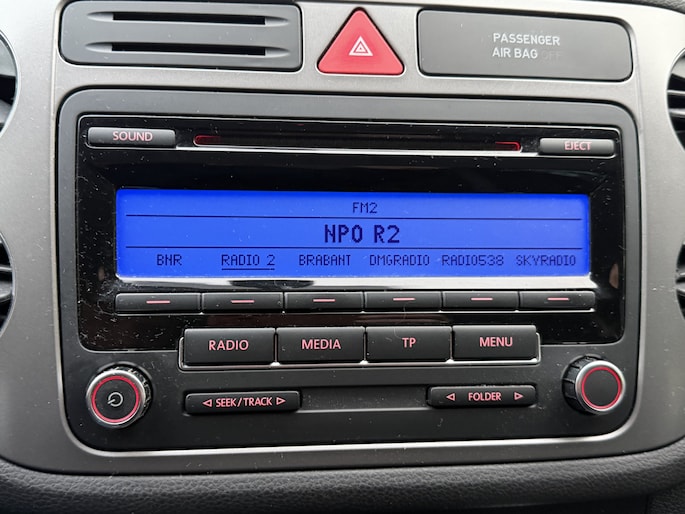 PASSENGER
AIR BAG OFF
SOUND
EJECT
FM2
NPO R2
BNR RADIO 2 BRABANT DMGRADIO RADIO538 SKYRADIO
RADIO MEDIA TP MENU
SEEK/TRACK FOLDER